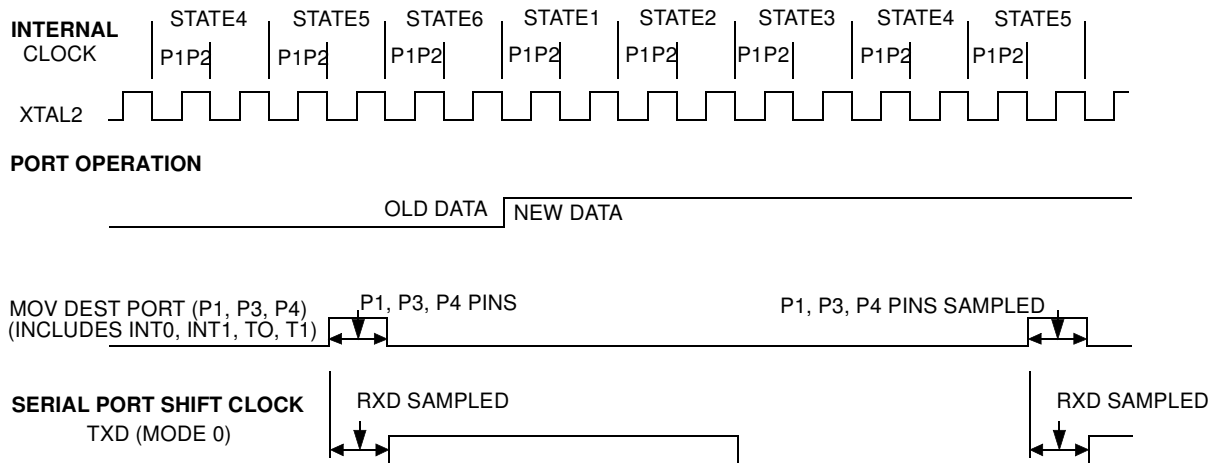 INTERNAL
CLOCK
STATE4 STATE5 STATE6 STATE1 STATE2 STATE3 STATE4 STATE5
P1P2 P1P2 P1P2 P1P2 P1P2 P1P2 P1P2 P1P2
XTAL2
PORT OPERATION
OLD DATA NEW DATA
MOV DEST PORT (P1, P3, P4)
(INCLUDES INT0, INT1, TO, T1)
P1, P3, P4 PINS
P1, P3, P4 PINS SAMPLED
SERIAL PORT SHIFT CLOCK
TXD (MODE 0)
RXD SAMPLED
RXD SAMPLED